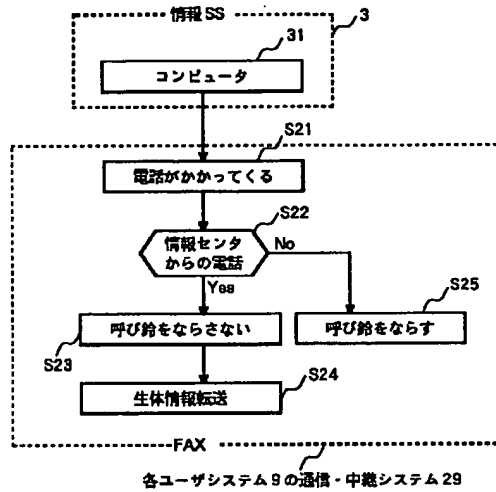 情報SS
3
31
コンピュータ
S21
電話がかかってくる
S22
情報センタ
からの電話
No
Yes
S25
呼び鈴をならさない
呼び鈴をならす
S23
S24
生体情報転送
FAX
各ユーザシステム9の通信・中継システム29